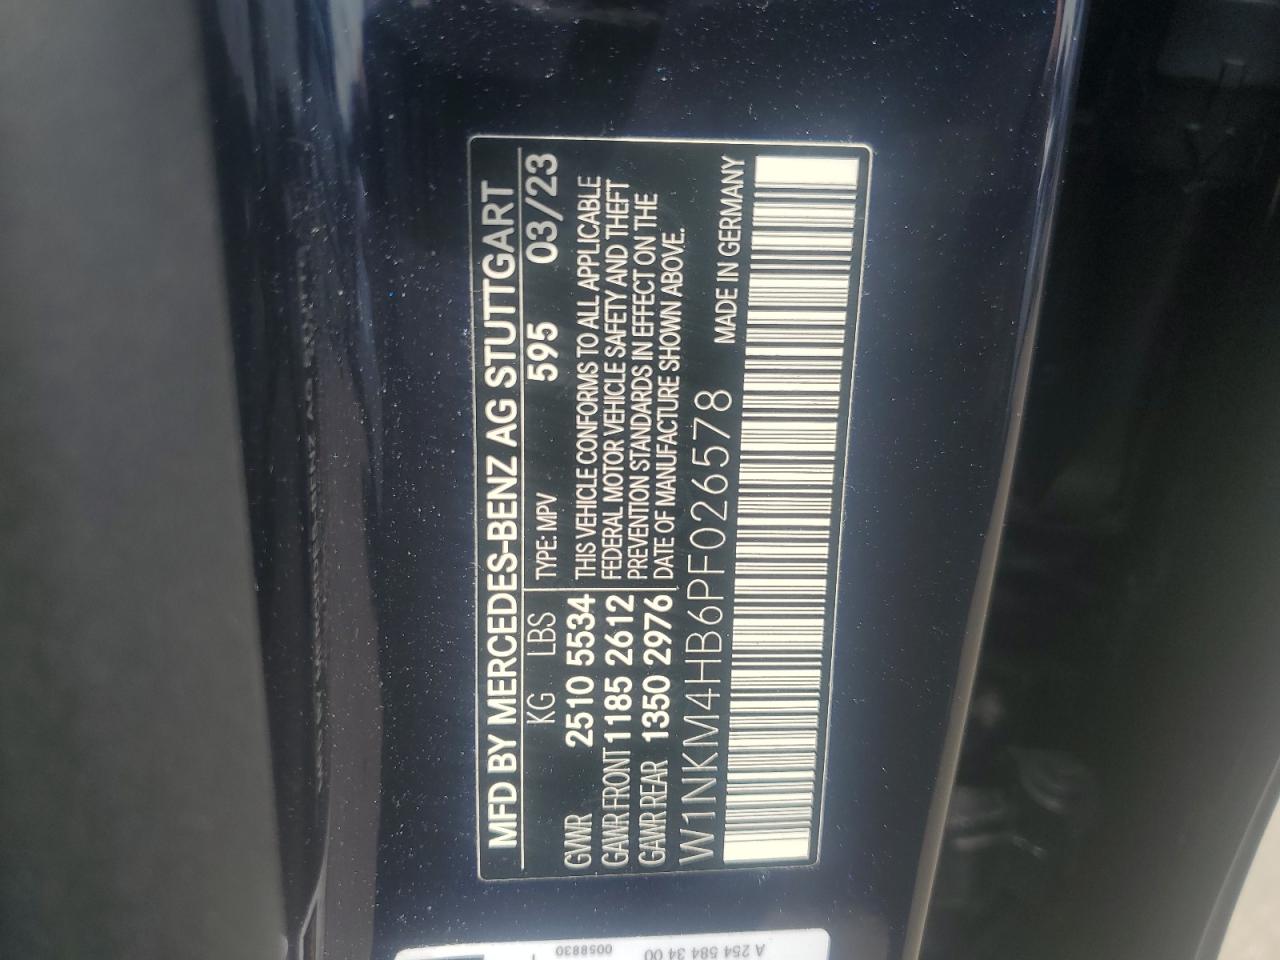 MFD BY MERCEDES-BENZ AG STUTTGART
KG LBS TYPE: MPV 595 03/23
GVWR 2510 5534 THIS VEHICLE CONFORMS TO ALL APPLICABLE
GAWR FRONT 1185 2612 FEDERAL MOTOR VEHICLE SAFETY AND THEFT
GAWR REAR 1350 2976 PREVENTION STANDARDS IN EFFECT ON THE
DATE OF MANUFACTURE SHOWN ABOVE.
W1NKM4HB6PF026578 MADE IN GERMANY
A 254 584 34 00
0058830